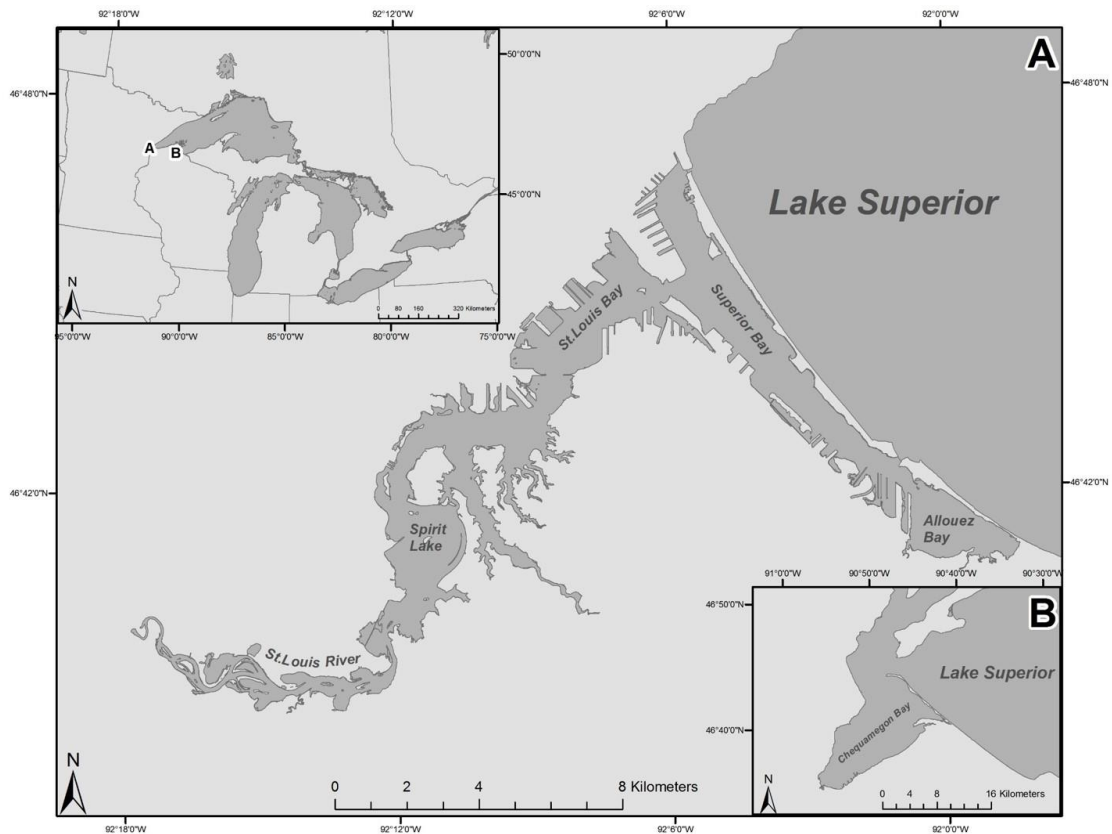 92°18'0"W
92°12'0"W
92°6'0"W
92°0'0"W
A
50°0'0"N
46°48'0"N
46°48'0"N
A
B
Lake Superior
45°0'0"N
N
0 80 160 320 Kilometers
95°0'0"W
90°0'0"W
85°0'0"W
80°0'0"W
75°0'0"W
St.Louis Bay
Superior Bay
46°42'0"N
46°42'0"N
Spirit
Lake
Allouez
Bay
91°0'0"W
90°50'0"W
90°40'0"W
90°30'0"W
B
46°50'0"N
St.Louis River
Lake Superior
Chequamegon Bay
46°40'0"N
N
0 2 4 8 Kilometers
N
0 4 8 16 Kilometers
92°18'0"W
92°12'0"W
92°6'0"W
92°0'0"W